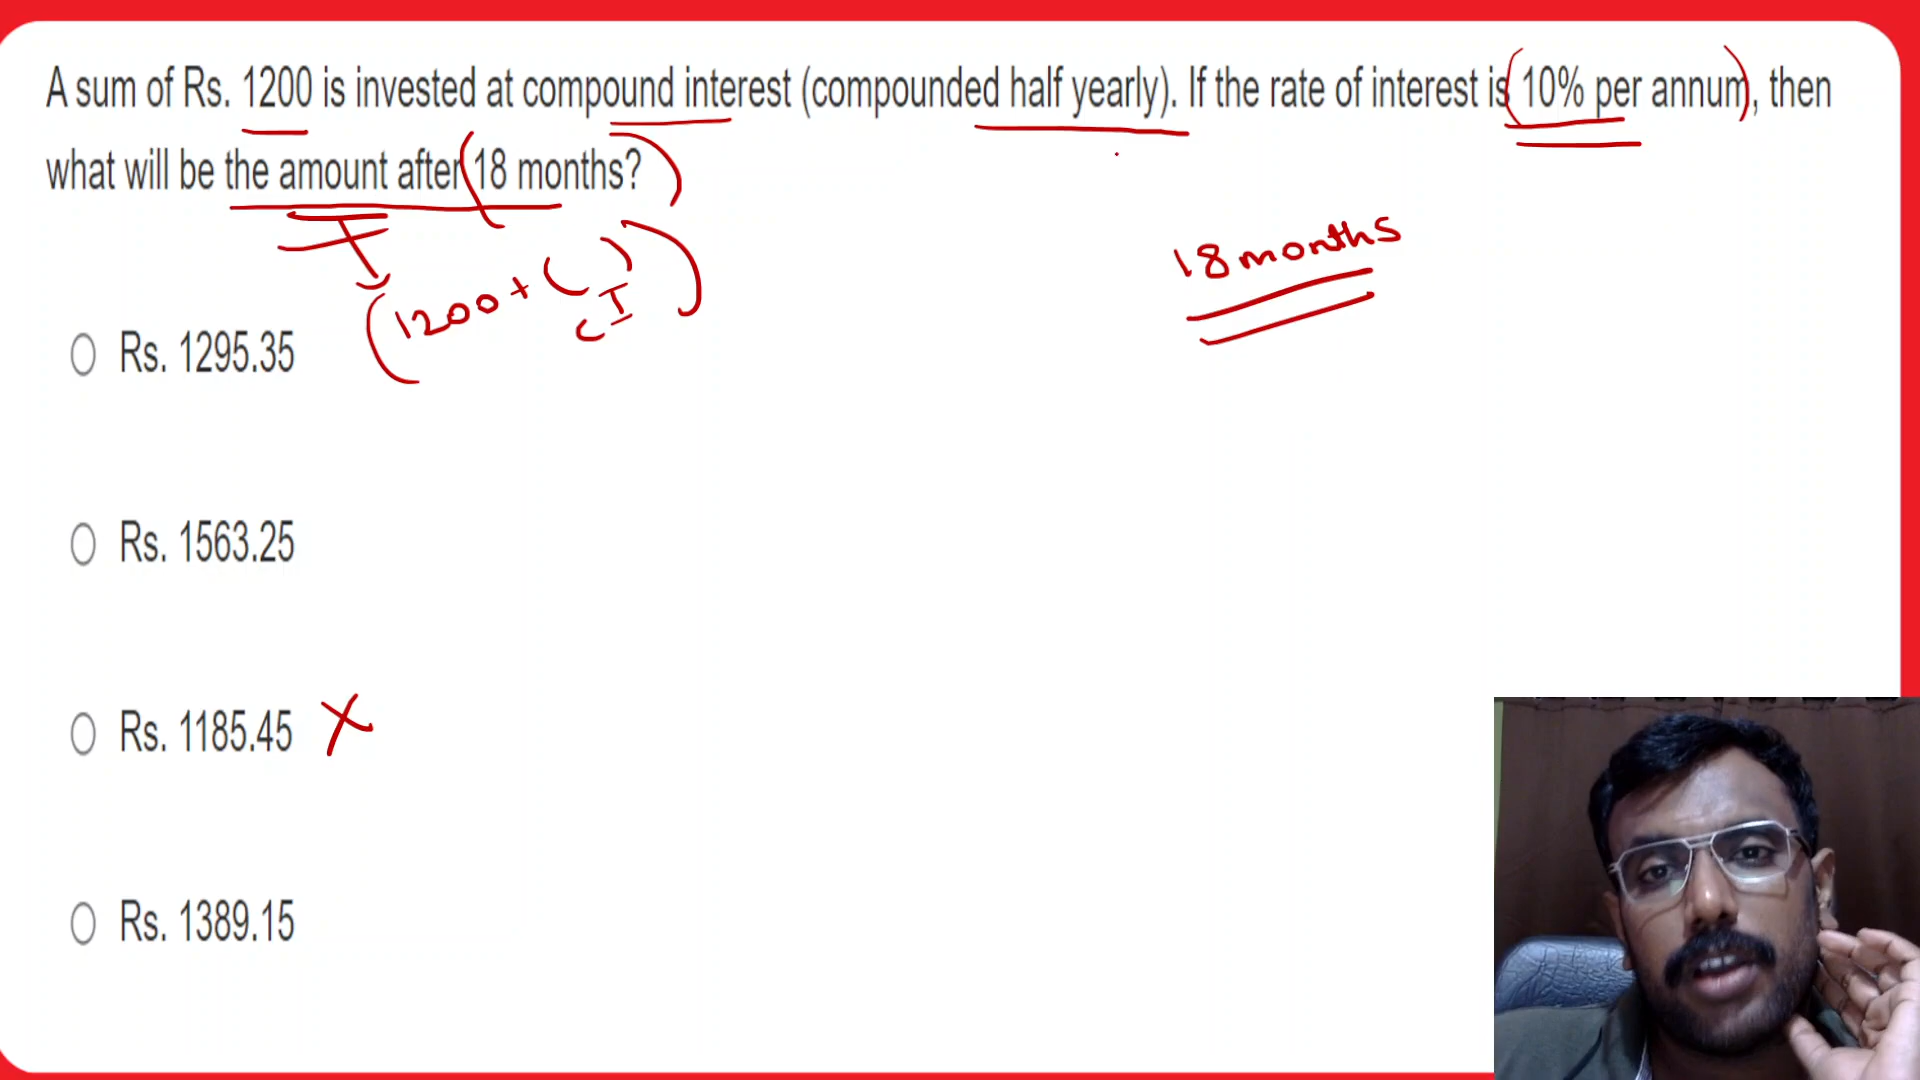 A sum of Rs. 1200 is invested at compound interest (compounded half yearly). If the rate of interest is 10% per annum, then
what will be the amount after 18 months?
18 months
(1200 + ( ) )
CI
Rs. 1295.35
Rs. 1563.25
Rs. 1185.45 X
Rs. 1389.15